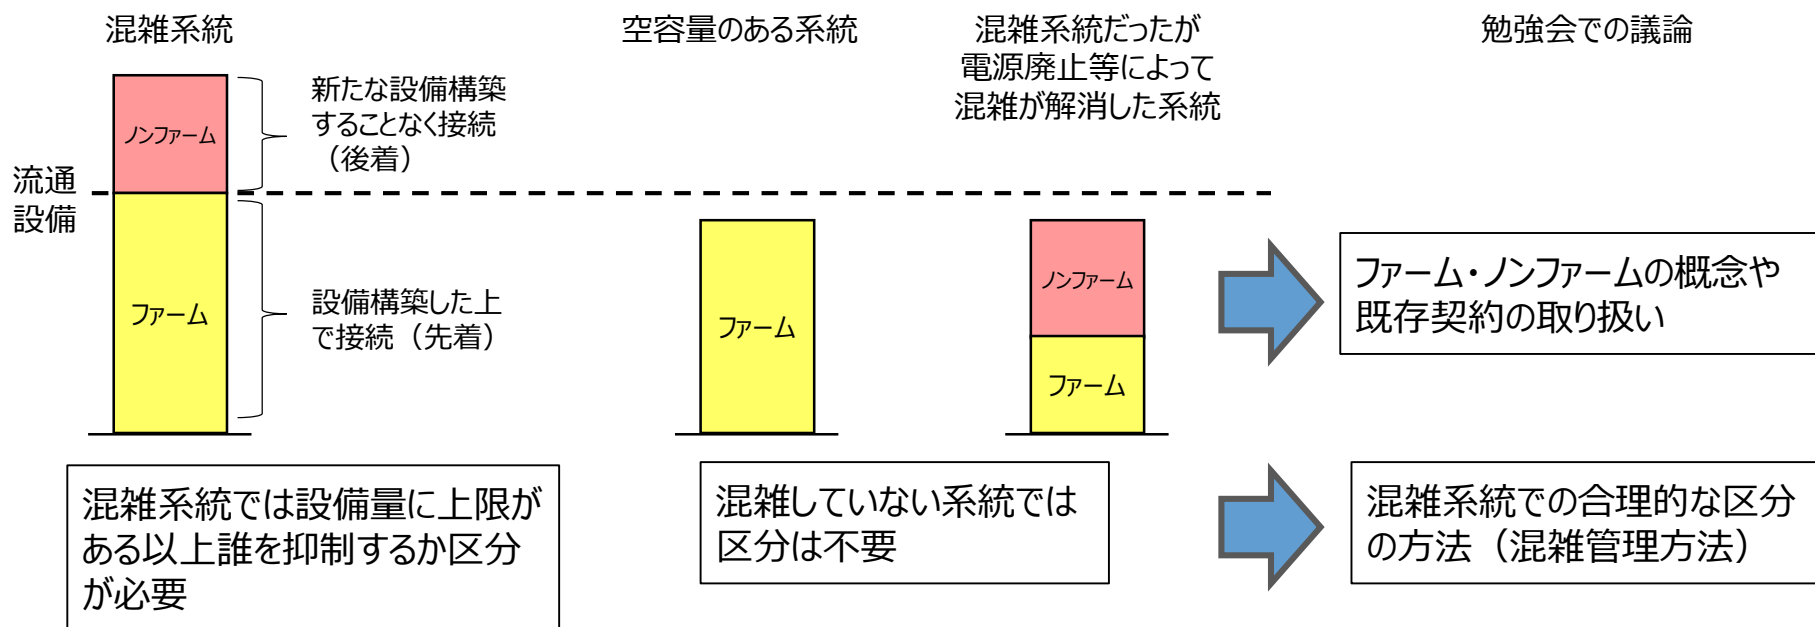 混雑系統
空容量のある系統
混雑系統だったが
電源廃止等によって
混雑が解消した系統
勉強会での議論
ノンファーム
新たな設備構築
することなく接続
（後着）
流通
設備
ファーム
設備構築した上
で接続（先着）
ファーム
ノンファーム
ファーム
ファーム・ノンファームの概念や
既存契約の取り扱い
混雑系統では設備量に上限が
ある以上誰を抑制するか区分
が必要
混雑していない系統では
区分は不要
混雑系統での合理的な区分
の方法（混雑管理方法）